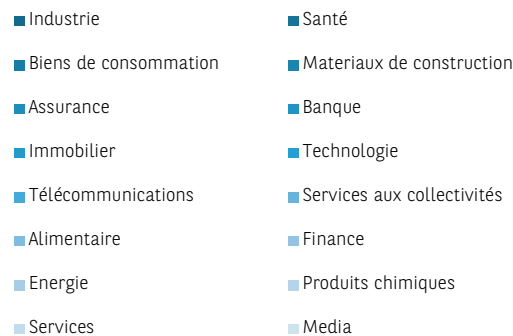 Industrie
Santé
Biens de consommation
Materiaux de construction
Assurance
Banque
Immobilier
Technologie
Télécommunications
Services aux collectivités
Alimentaire
Finance
Energie
Produits chimiques
Services
Media